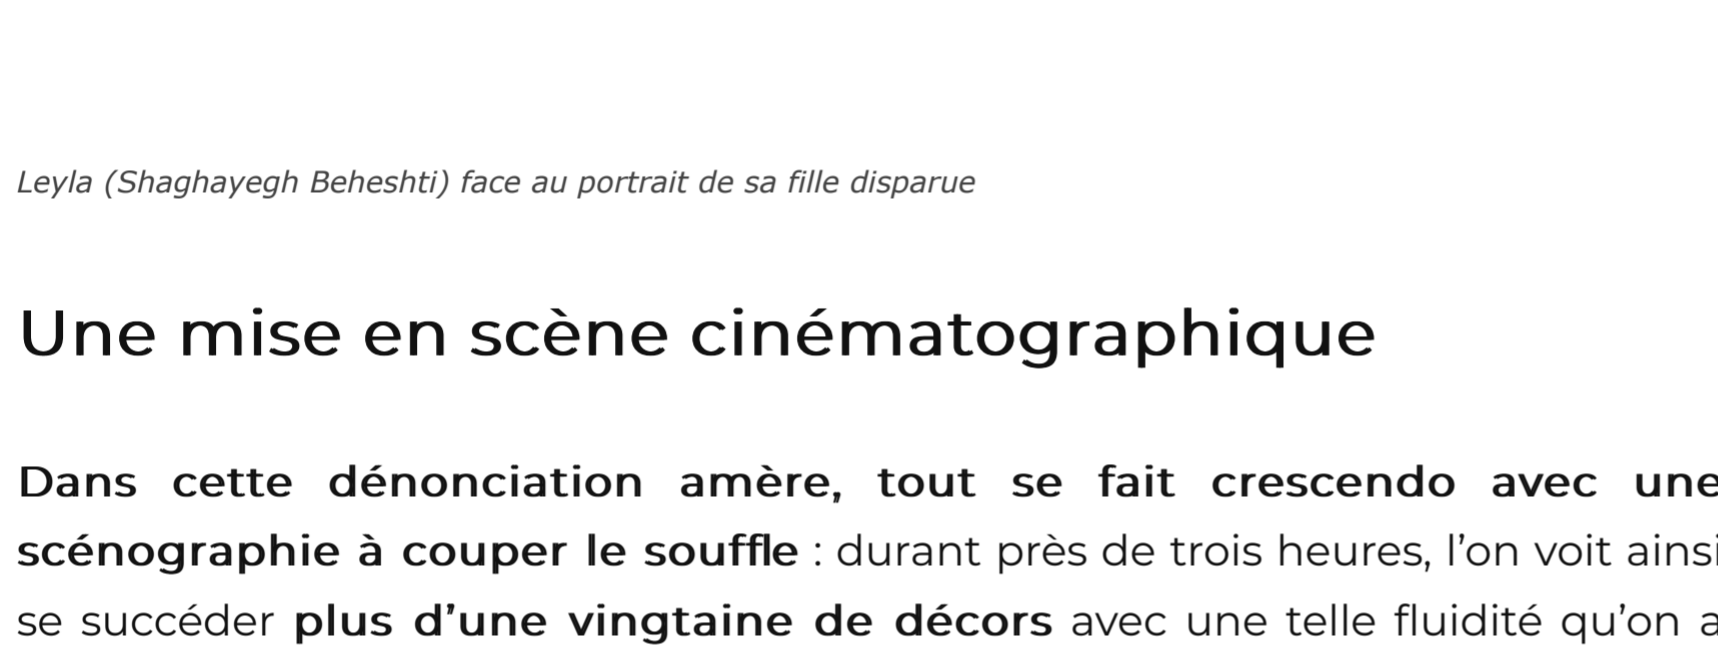 Leyla (Shaghayegh Beheshti) face au portrait de sa fille disparue
Une mise en scène cinématographique
Dans cette dénonciation amère, tout se fait crescendo avec une
scénographie à couper le souffle : durant près de trois heures, l’on voit ainsi
se succéder plus d’une vingtaine de décors avec une telle fluidité qu’on a